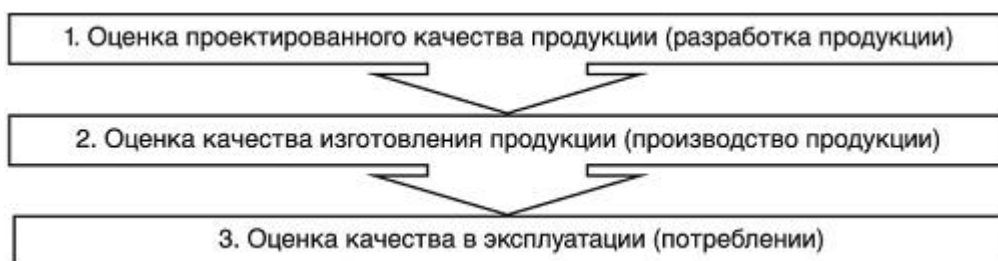 1. Оценка проектированного качества продукции (разработка продукции)
2. Оценка качества изготовления продукции (производство продукции)
3. Оценка качества в эксплуатации (потреблении)